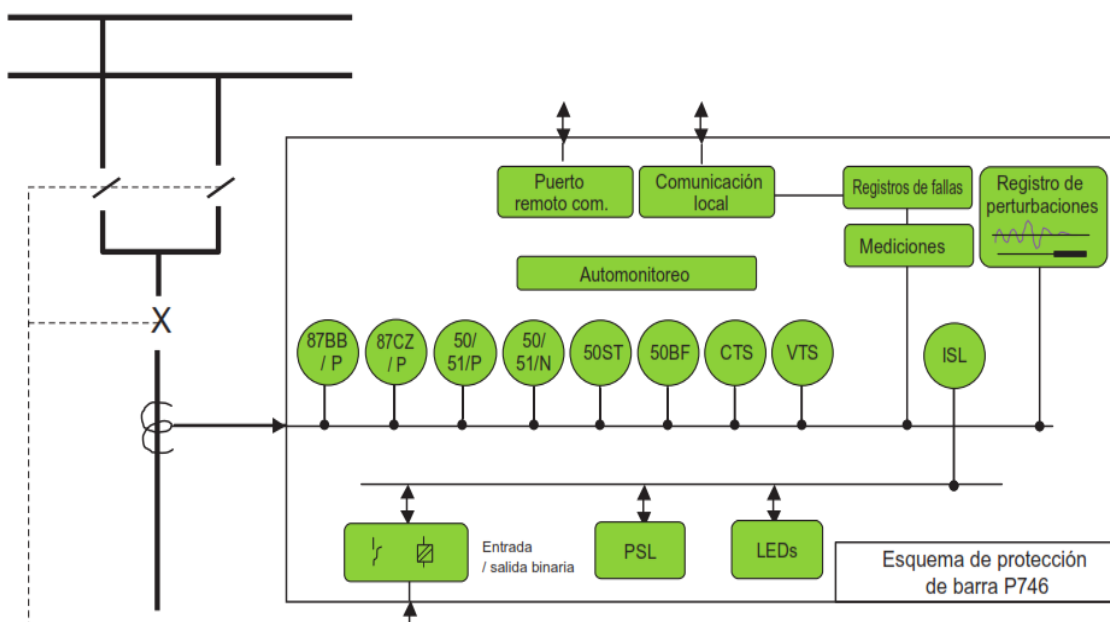 Puerto
remoto com.
Comunicación
local
Registros de fallas
Registro de
perturbaciones
Mediciones
Automonitoreo
87BB
/ P
87CZ
/ P
50/
51/P
50/
51/N
50ST
50BF
CTS
VTS
ISL
Entrada
/ salida binaria
PSL
LEDs
Esquema de protección
de barra P746
X